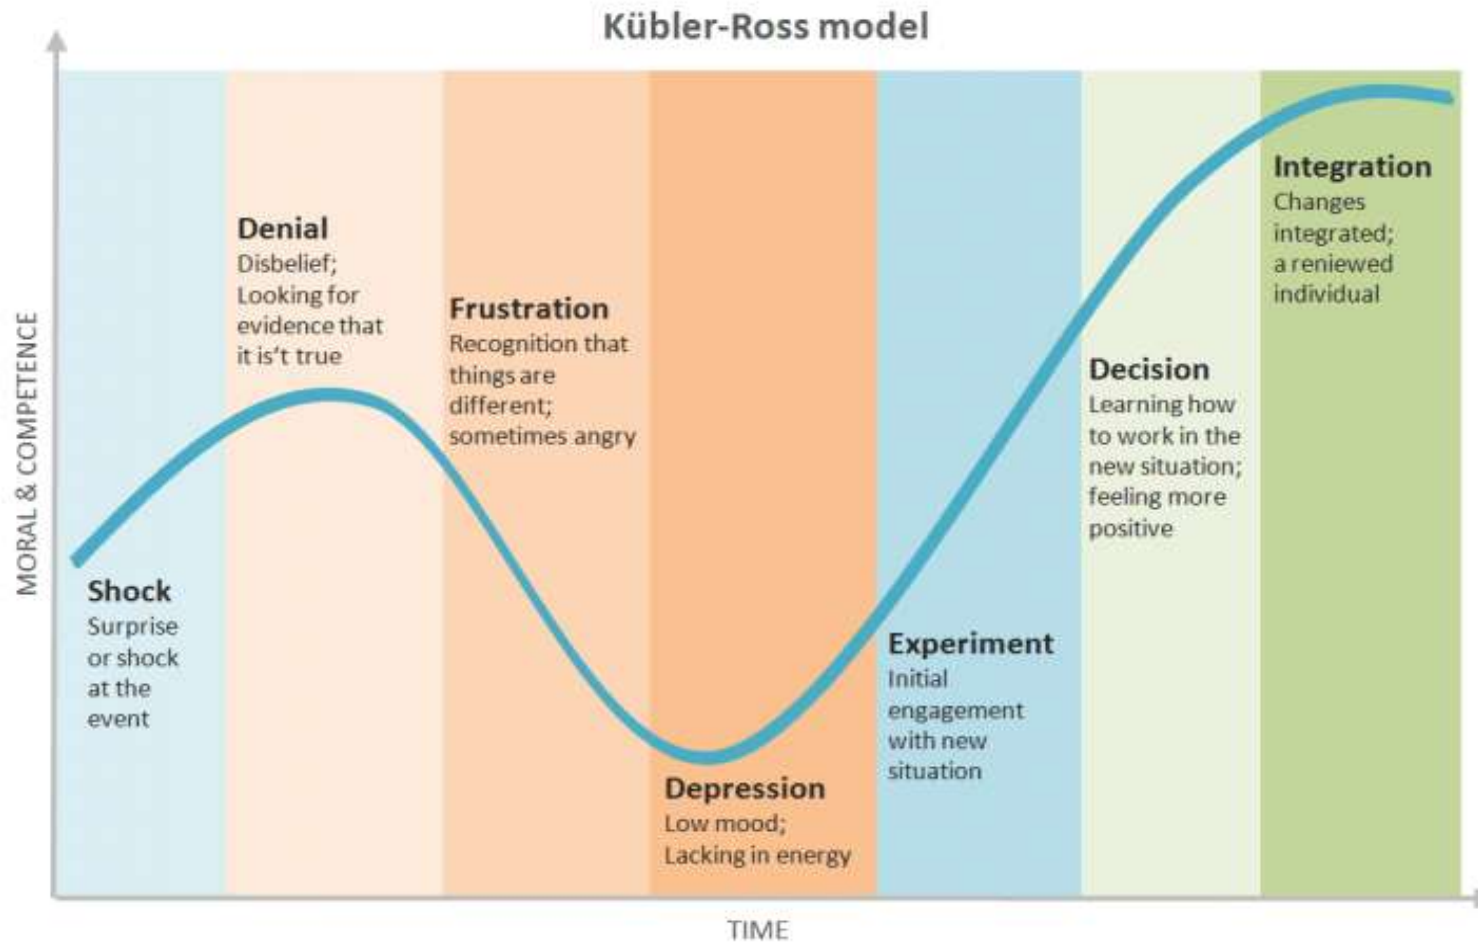 Kübler-Ross model
MORAL & COMPETENCE
Shock
Surprise
or shock
at the
event
Denial
Disbelief;
Looking for
evidence that
it is't true
Frustration
Recognition that
things are
different;
sometimes angry
Depression
Low mood;
Lacking in energy
Experiment
Initial
engagement
with new
situation
Decision
Learning how
to work in the
new situation;
feeling more
positive
Integration
Changes
integrated;
a reniewed
individual
TIME